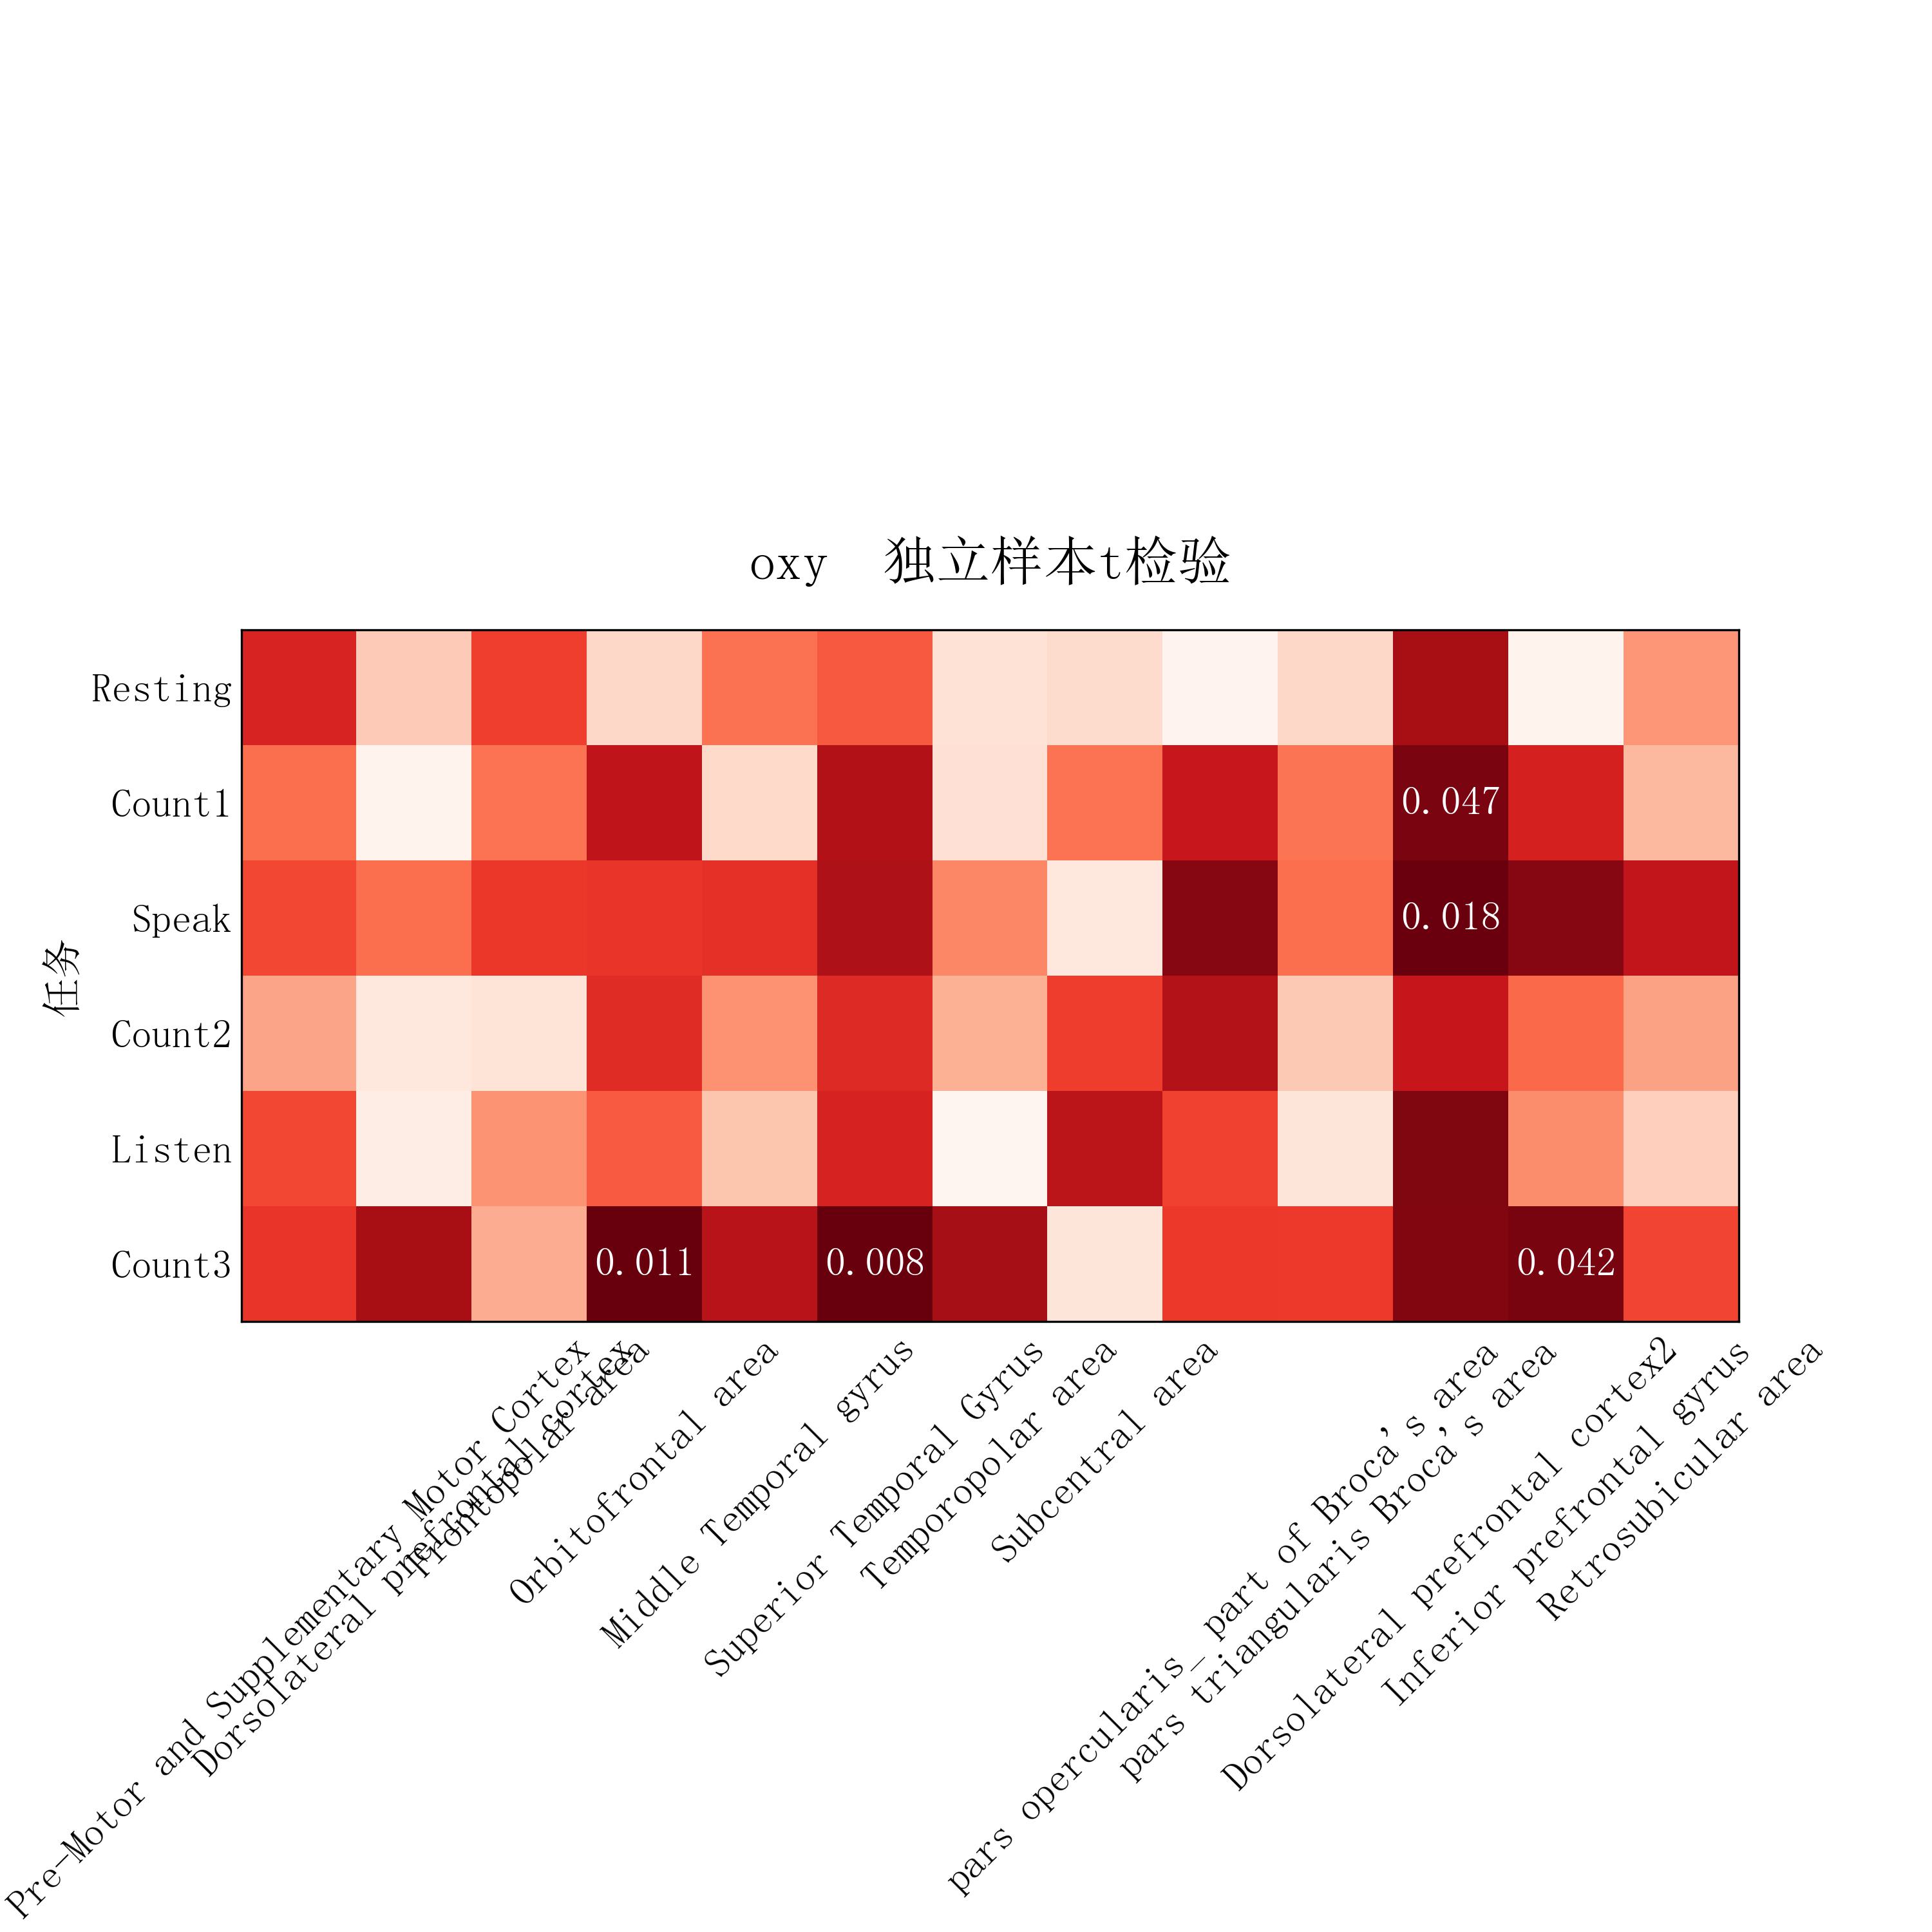 oxy  独立样本t检验
任务
Resting
Count1
0.047
Speak
0.018
Count2
Listen
Count3
0.011
0.008
0.042
Pre-Motor and Supplementary Motor Cortex
Dorsolateral prefrontal cortex
Frontopolar area
Orbitofrontal area
Middle Temporal gyrus
Superior Temporal Gyrus
Temporopolar area
Subcentral area
pars opercularis_ part of Broca's area
pars triangularis Broca's area
Dorsolateral prefrontal cortex2
Inferior prefrontal gyrus
Retrosubicular area